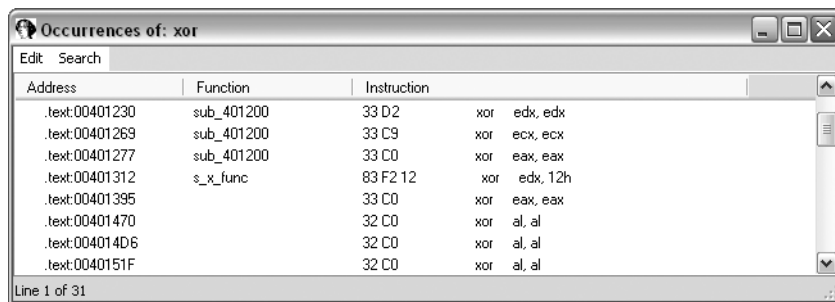 Occurrences of: xor
Edit Search
Address Function Instruction
.text:00401230 sub_401200 33 D2 xor edx, edx
.text:00401269 sub_401200 33 C9 xor ecx, ecx
.text:00401277 sub_401200 33 C0 xor eax, eax
.text:00401312 s_x_func 83 F2 12 xor edx, 12h
.text:00401395 33 C0 xor eax, eax
.text:00401470 32 C0 xor al, al
.text:004014D6 32 C0 xor al, al
.text:0040151F 32 C0 xor al, al
Line 1 of 31